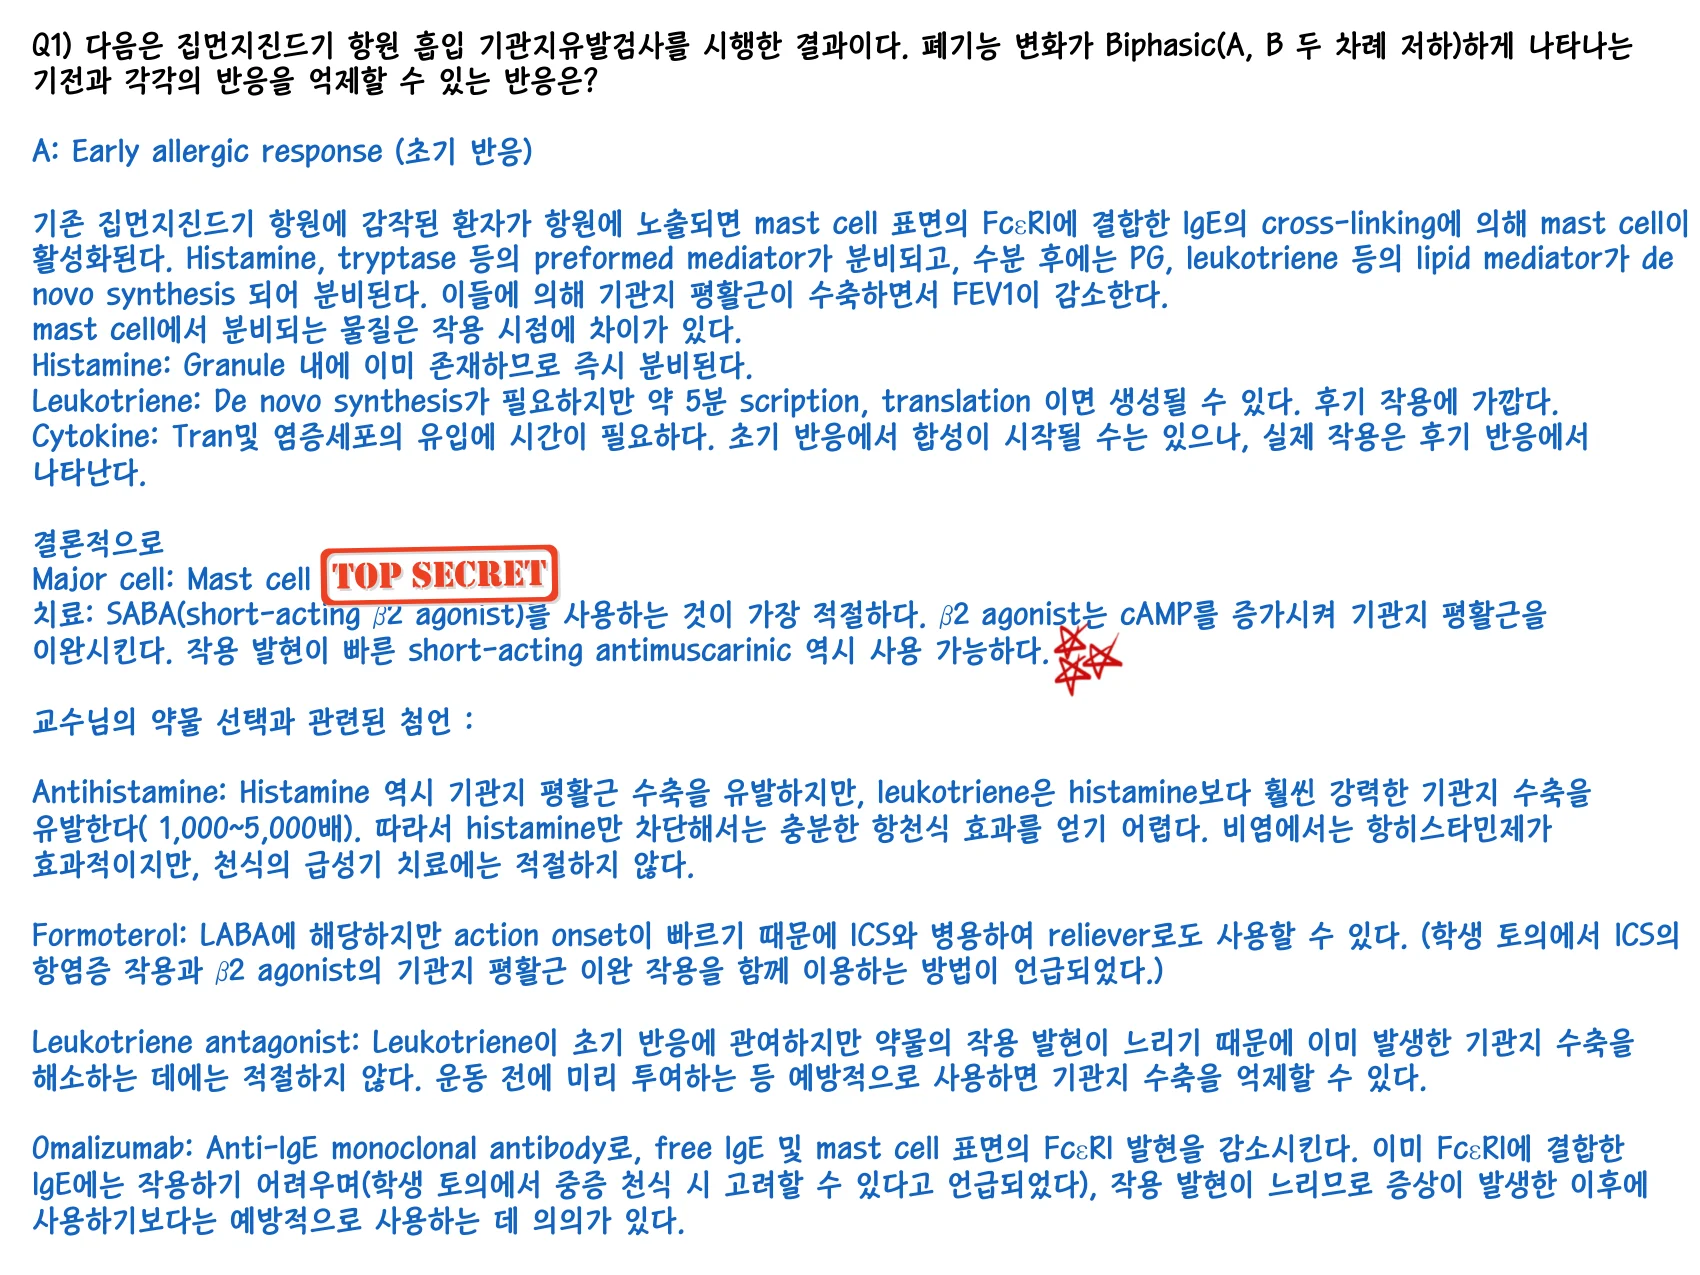 Q1) 다음은 집먼지진드기 항원 흡입 기관지유발검사를 시행한 결과이다. 폐기능 변화가 Biphasic(A, B 두 차례 저하)하게 나타나는
기전과 각각의 반응을 억제할 수 있는 반응은?
A: Early allergic response (초기 반응)
기존 집먼지진드기 항원에 감작된 환자가 항원에 노출되면 mast cell 표면의 FcεRI에 결합한 IgE의 cross-linking에 의해 mast cell이
활성화된다. Histamine, tryptase 등의 preformed mediator가 분비되고, 수분 후에는 PG, leukotriene 등의 lipid mediator가 de
novo synthesis 되어 분비된다. 이들에 의해 기관지 평활근이 수축하면서 FEV1이 감소한다.
mast cell에서 분비되는 물질은 작용 시점에 차이가 있다.
Histamine: Granule 내에 이미 존재하므로 즉시 분비된다.
Leukotriene: De novo synthesis가 필요하지만 약 5분 scription, translation 이면 생성될 수 있다. 후기 작용에 가깝다.
Cytokine: Tran및 염증세포의 유입에 시간이 필요하다. 초기 반응에서 합성이 시작될 수는 있으나, 실제 작용은 후기 반응에서
나타난다.
결론적으로
Major cell: Mast cell TOP SECRET
치료: SABA(short-acting β2 agonist)를 사용하는 것이 가장 적절하다. β2 agonist는 cAMP를 증가시켜 기관지 평활근을
이완시킨다. 작용 발현이 빠른 short-acting antimuscarinic 역시 사용 가능하다.
교수님의 약물 선택과 관련된 첨언 :
Antihistamine: Histamine 역시 기관지 평활근 수축을 유발하지만, leukotriene은 histamine보다 훨씬 강력한 기관지 수축을
유발한다( 1,000~5,000배). 따라서 histamine만 차단해서는 충분한 항천식 효과를 얻기 어렵다. 비염에서는 항히스타민제가
효과적이지만, 천식의 급성기 치료에는 적절하지 않다.
Formoterol: LABA에 해당하지만 action onset이 빠르기 때문에 ICS와 병용하여 reliever로도 사용할 수 있다. (학생 토의에서 ICS의
항염증 작용과 β2 agonist의 기관지 평활근 이완 작용을 함께 이용하는 방법이 언급되었다.)
Leukotriene antagonist: Leukotriene이 초기 반응에 관여하지만 약물의 작용 발현이 느리기 때문에 이미 발생한 기관지 수축을
해소하는 데에는 적절하지 않다. 운동 전에 미리 투여하는 등 예방적으로 사용하면 기관지 수축을 억제할 수 있다.
Omalizumab: Anti-IgE monoclonal antibody로, free IgE 및 mast cell 표면의 FcεRI 발현을 감소시킨다. 이미 FcεRI에 결합한
IgE에는 작용하기 어려우며(학생 토의에서 중증 천식 시 고려할 수 있다고 언급되었다), 작용 발현이 느리므로 증상이 발생한 이후에
사용하기보다는 예방적으로 사용하는 데 의의가 있다.